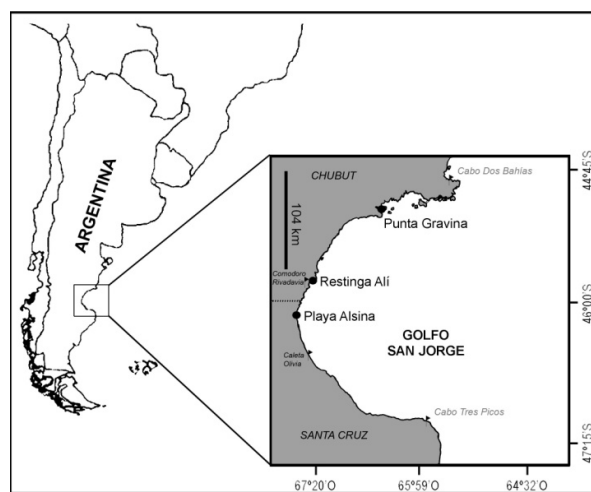 ARGENTINA
CHUBUT
Cabo Dos Bahías
44°45'S
104 km
Punta Gravina
Comodoro
Rivadavia
Restinga Alí
46°00'S
Playa Alsina
GOLFO
SAN JORGE
Caleta
Olivia
Cabo Tres Picos
SANTA CRUZ
47°15'S
67°20'O
65°59'O
64°32'O